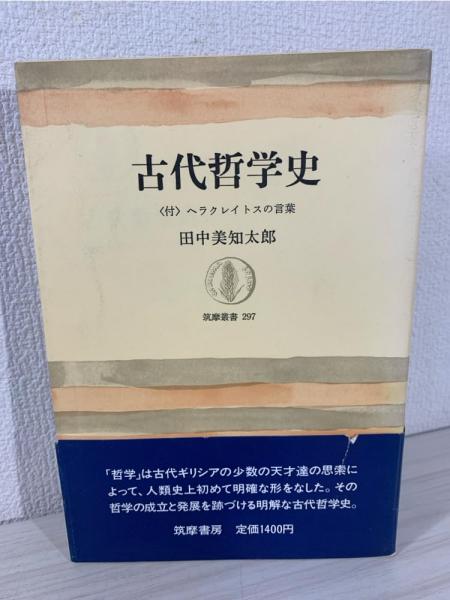 古代哲学史
〈付〉ヘラクレイトスの言葉
田中美知太郎
筑摩叢書 297
「哲学」は古代ギリシアの少数の天才達の思索に
よって、人類史上初めて明確な形をなした。その
哲学の成立と発展を跡づける明解な古代哲学史。
筑摩書房 定価1400円